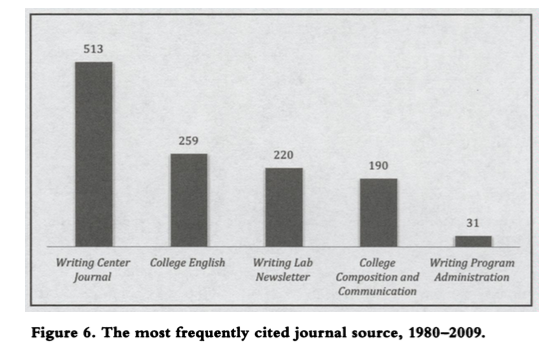 513
259
220
190
31
Writing Center
Journal
College English
Writing Lab
Newsletter
College
Composition and
Communication
Writing Program
Administration
Figure 6. The most frequently cited journal source, 1980–2009.